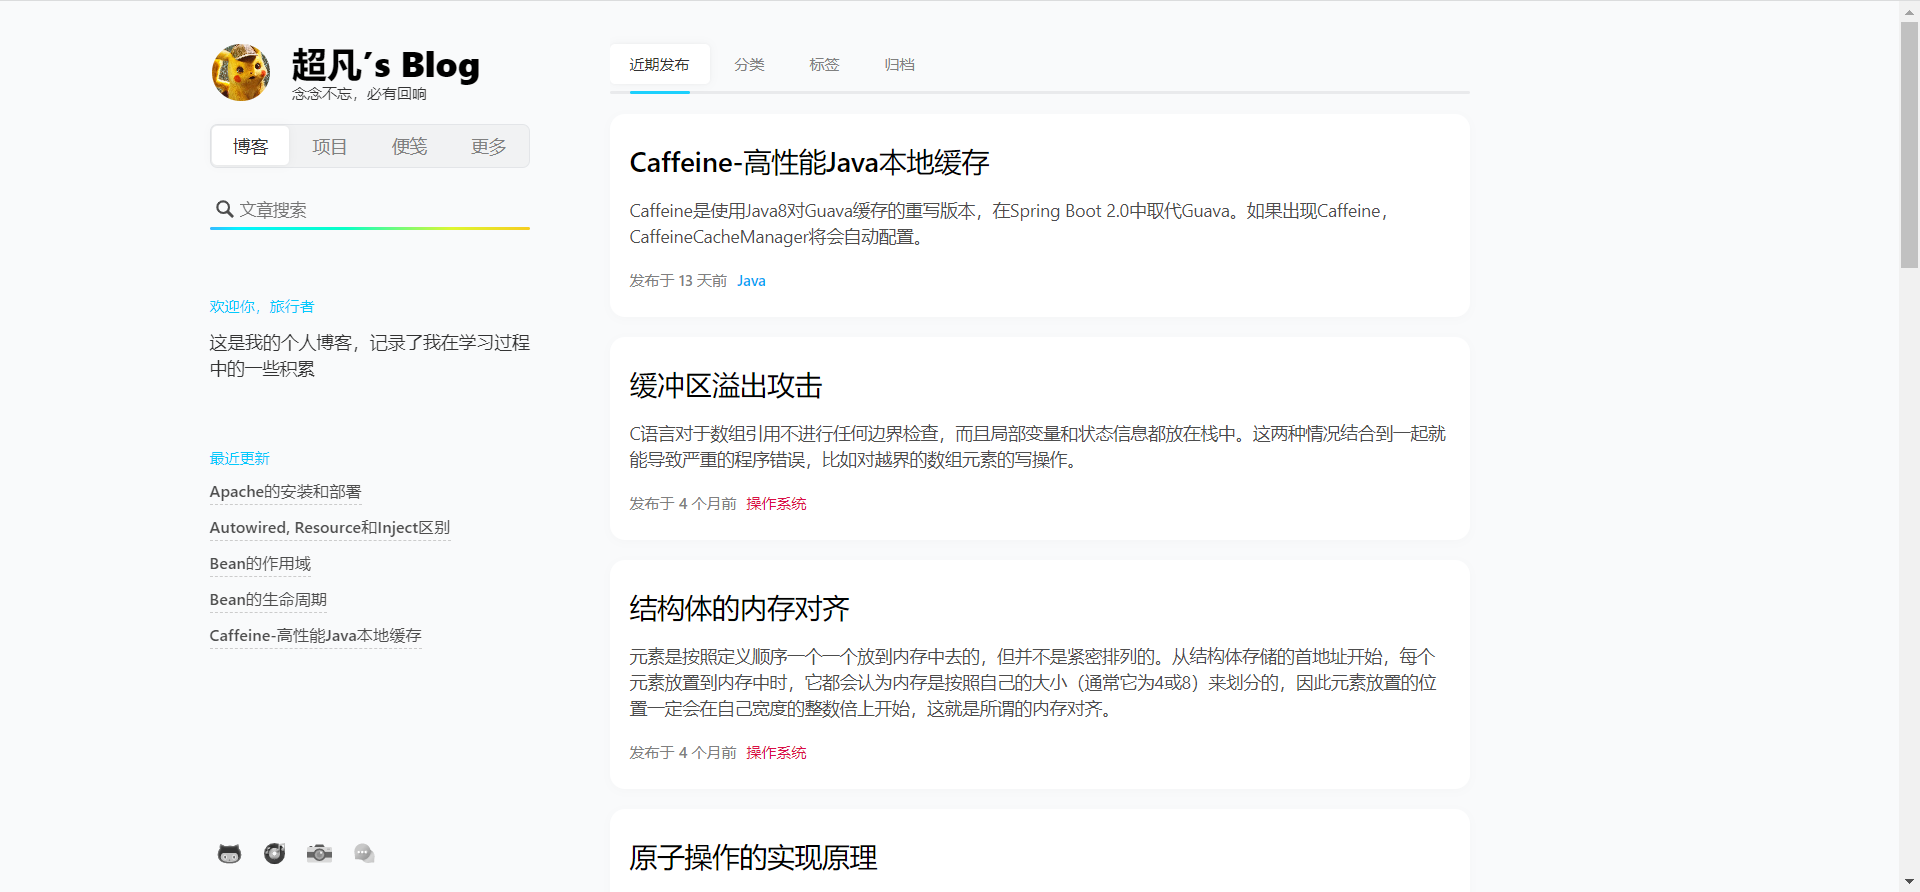 超凡's Blog
念念不忘，必有回响
博客
项目
便笺
更多
文章搜索
欢迎你，旅行者
这是我的个人博客，记录了我在学习过程
中的一些积累
最近更新
Apache的安装和部署
Autowired, Resource和Inject区别
Bean的作用域
Bean的生命周期
Caffeine-高性能Java本地缓存
近期发布
分类
标签
归档
Caffeine-高性能Java本地缓存
Caffeine是使用Java8对Guava缓存的重写版本，在Spring Boot 2.0中取代Guava。如果出现Caffeine，
CaffeineCacheManager将会自动配置。
发布于 13 天前 Java
缓冲区溢出攻击
C语言对于数组引用不进行任何边界检查，而且局部变量和状态信息都放在栈中。这两种情况结合到一起就
能导致严重的程序错误，比如对越界的数组元素的写操作。
发布于 4 个月前 操作系统
结构体的内存对齐
元素是按照定义顺序一个一个放到内存中去的，但并不是紧密排列的。从结构体存储的首地址开始，每个
元素放置到内存中时，它都会认为内存是按照自己的大小（通常它为4或8）来划分的，因此元素放置的位
置一定会在自己宽度的整数倍上开始，这就是所谓的内存对齐。
发布于 4 个月前 操作系统
原子操作的实现原理